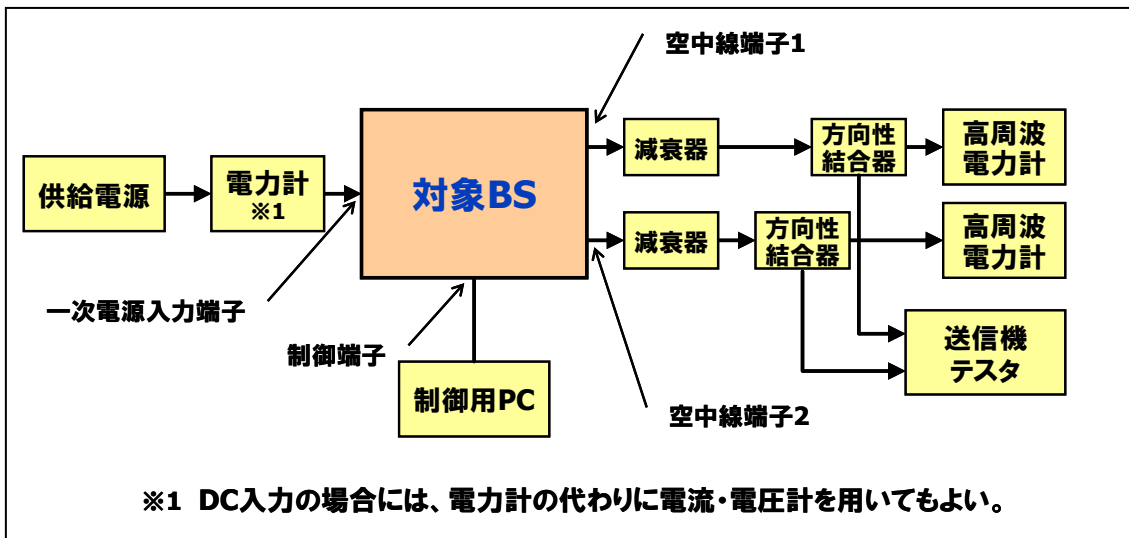 空中線端子1
供給電源
電力計
※1
対象BS
減衰器
方向性
結合器
高周波
電力計
減衰器
方向性
結合器
高周波
電力計
一次電源入力端子
制御端子
制御用PC
送信機
テスタ
空中線端子2
※1 DC入力の場合には、電力計の代わりに電流・電圧計を用いてもよい。